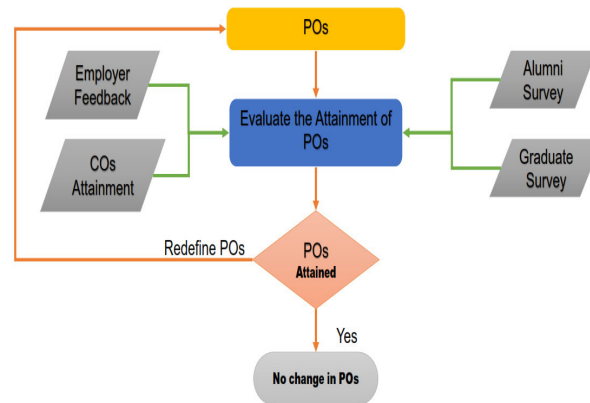 POs
Employer
Feedback
Alumni
Survey
Evaluate the Attainment of
POs
COs
Attainment
Graduate
Survey
Redefine POs
POs
Attained
Yes
No change in POs